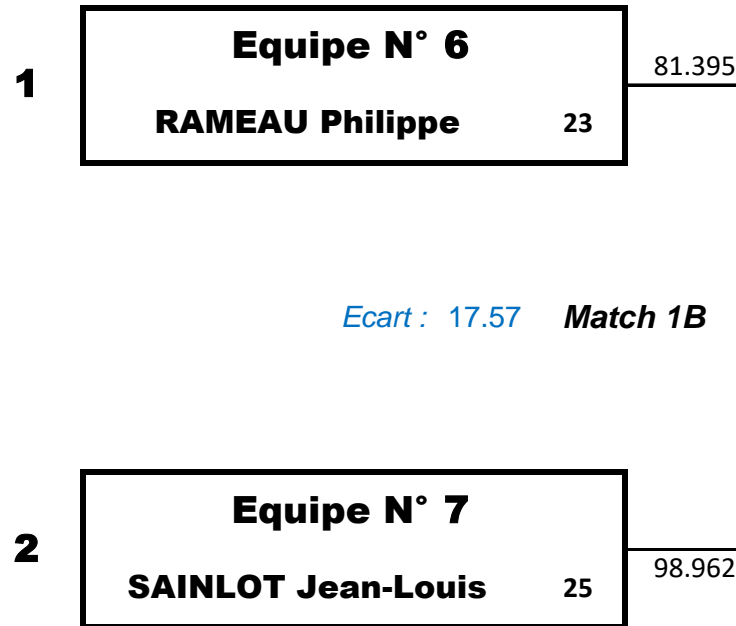 Equipe N° 6
1
81.395
RAMEAU Philippe 23
Ecart : 17.57 Match 1B
Equipe N° 7
2
98.962
SAINLOT Jean-Louis 25